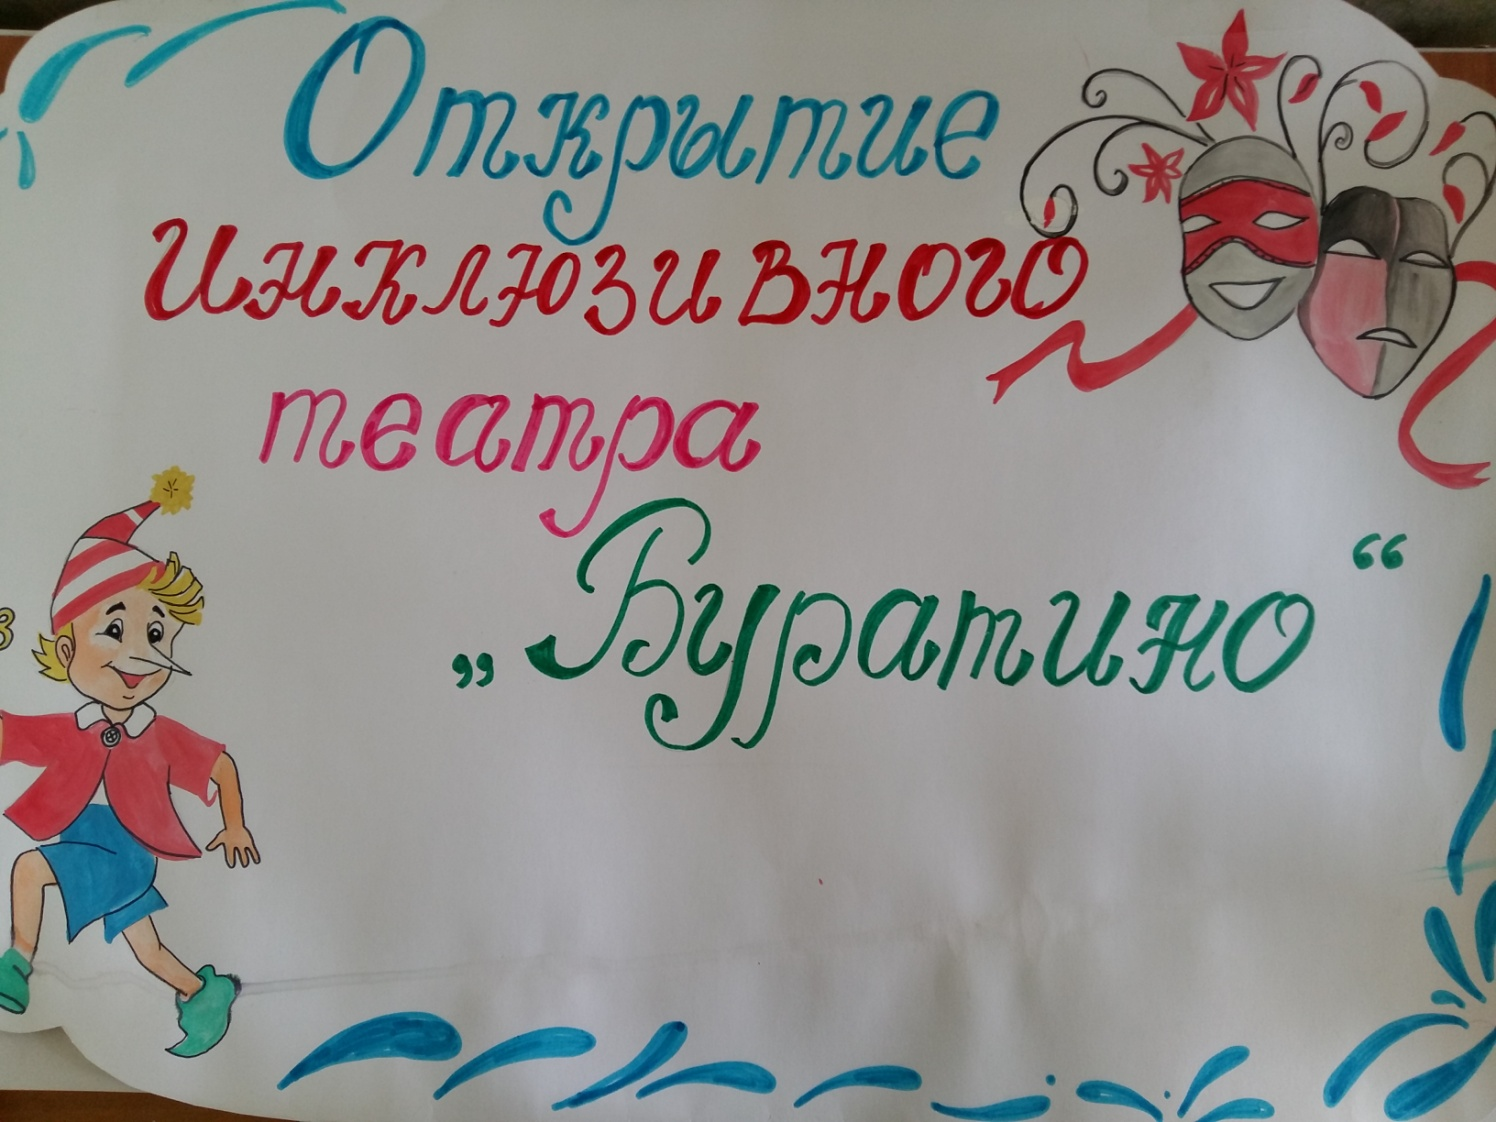 Открытие
инклюзивного
театра
„Буратино“